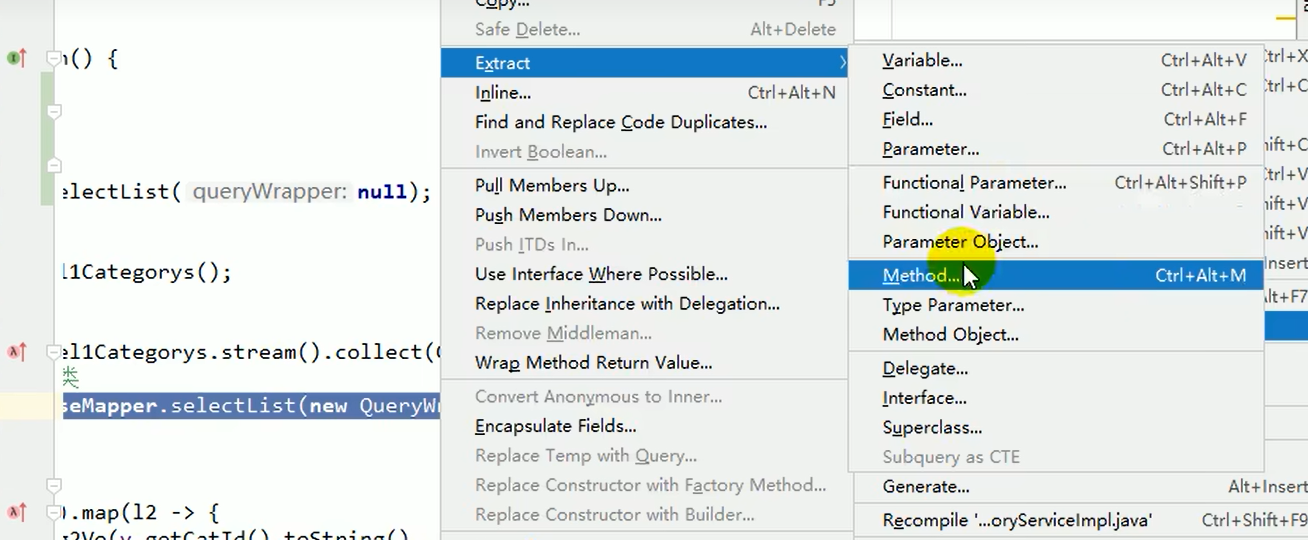 Copy... F5
Safe Delete... Alt+Delete
Extract
Inline... Ctrl+Alt+N
Find and Replace Code Duplicates...
Invert Boolean...
Pull Members Up...
Push Members Down...
Push ITDs In...
Use Interface Where Possible...
Replace Inheritance with Delegation...
Remove Middleman...
Wrap Method Return Value...
Convert Anonymous to Inner...
Encapsulate Fields...
Replace Temp with Query...
Replace Constructor with Factory Method...
Replace Constructor with Builder...
Variable... Ctrl+Alt+V
Constant... Ctrl+Alt+C
Field... Ctrl+Alt+F
Parameter... Ctrl+Alt+P
Functional Parameter... Ctrl+Alt+Shift+P
Functional Variable...
Parameter Object...
Method... Ctrl+Alt+M
Type Parameter...
Method Object...
Delegate...
Interface...
Superclass...
Subquery as CTE
Generate... Alt+Insert
Recompile '...oryServiceImpl.java' Ctrl+Shift+F9
() {
electList( queryWrapper: null);
l1Categorys();
el1Categorys.stream().collect(
类
seMapper.selectList(new QueryWr
).map(l2 -> {
g2Vo(v.getCatId().toString()
trl+X
trl+C
hift+C
trl+V
hift+V
hift+V
Insert
Alt+F7